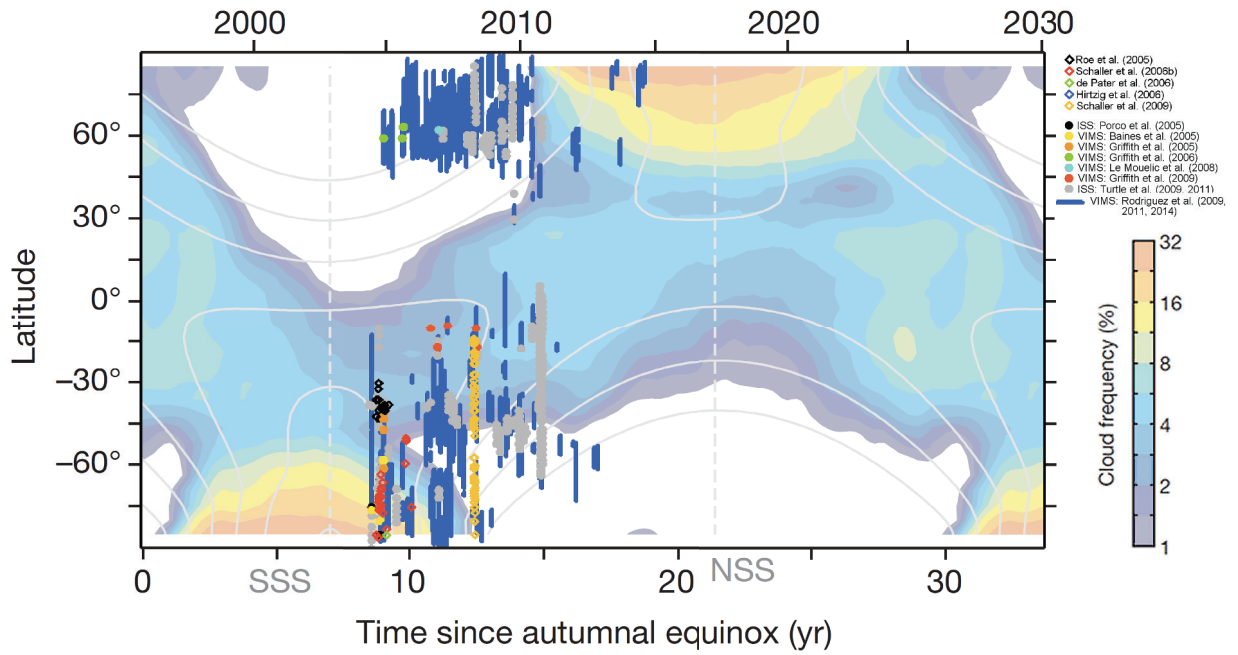 2000 2010 2020 2030
Roe et al. (2005)
Schaller et al. (2006b)
de Pater et al. (2006)
Hirtzig et al. (2006)
Schaller et al. (2009)
ISS: Porco et al. (2005)
VIMS: Baines et al. (2005)
VIMS: Griffith et al. (2005)
VIMS: Griffith et al. (2006)
VIMS: Le Mouelic et al. (2008)
VIMS: Griffith et al. (2009)
ISS: Turtle et al. (2009, 2011)
VIMS: Rodriguez et al. (2009,
2011, 2014)
60°
30°
0°
−30°
−60°
Latitude
32
16
8
4
2
1
Cloud frequency (%)
0 10 20 30
SSS NSS
Time since autumnal equinox (yr)